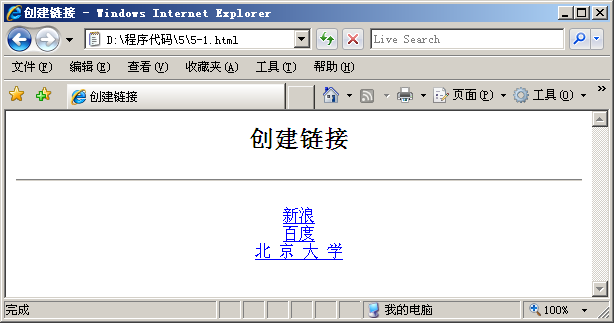 创建链接 - Windows Internet Explorer
D:\程序代码\5\5-1.html
Live Search
文件(F) 编辑(E) 查看(V) 收藏夹(A) 工具(T) 帮助(H)
创建链接
页面(P) 工具(O) »
创建链接
新浪
百度
北 京 大 学
完成
我的电脑
100%